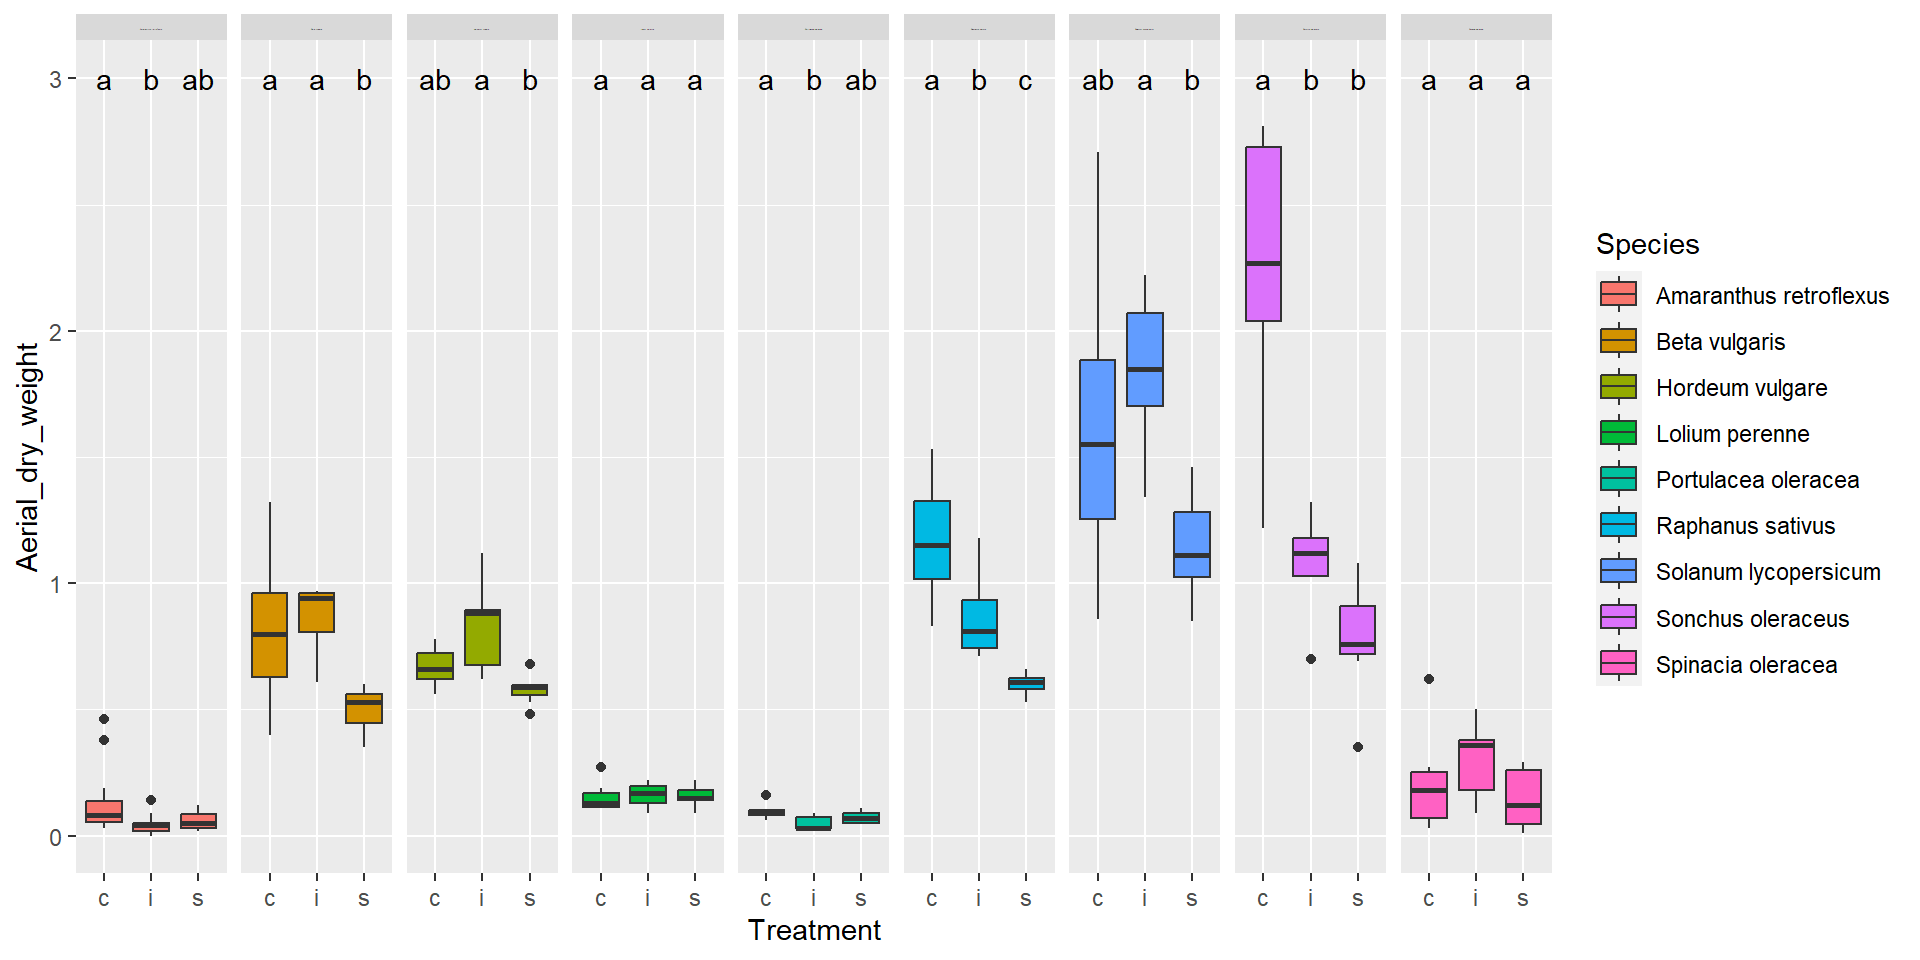 3
2
1
0
Aerial_dry_weight
a b ab
a a b
ab a b
a a a
a b ab
a b c
ab a b
a b b
a a a
c i s
c i s
c i s
c i s
c i s
c i s
c i s
c i s
c i s
Treatment
Species
Amaranthus retroflexus
Beta vulgaris
Hordeum vulgare
Lolium perenne
Portulacea oleracea
Raphanus sativus
Solanum lycopersicum
Sonchus oleraceus
Spinacia oleracea